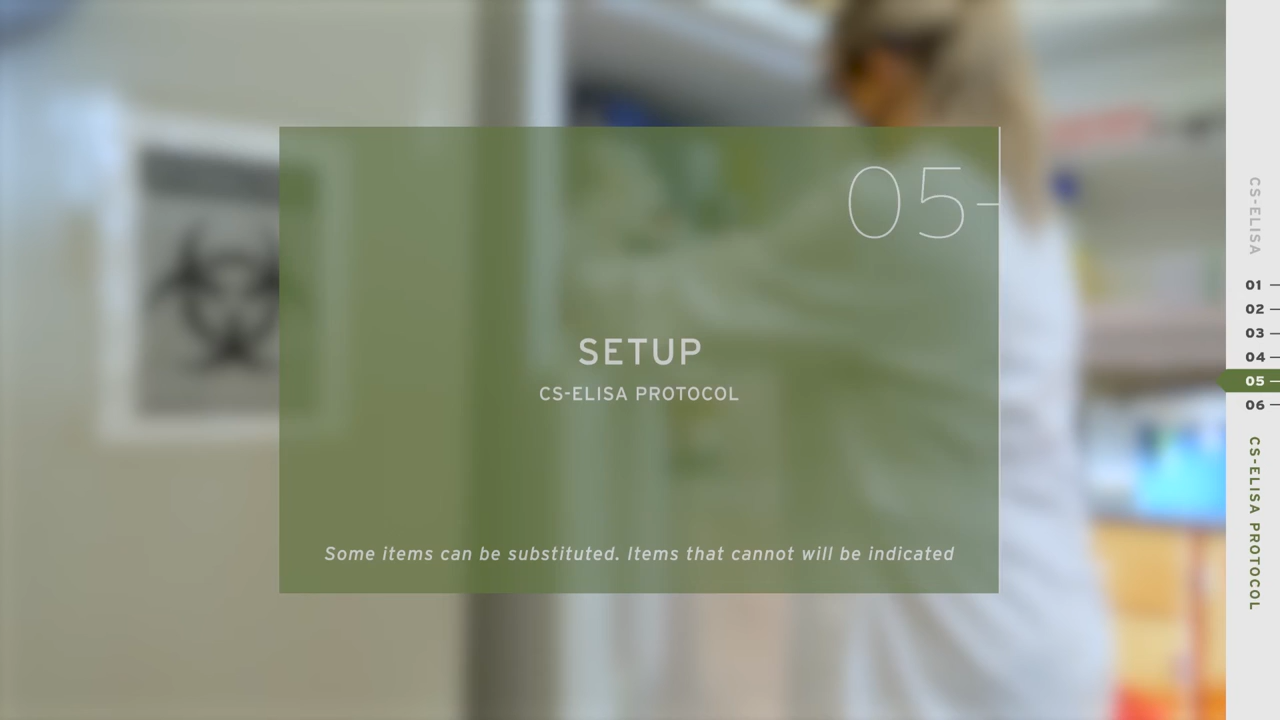 05-
SETUP
CS-ELISA PROTOCOL
Some items can be substituted. Items that cannot will be indicated
CS-ELISA
01
02
03
04
05
06
CS-ELISA PROTOCOL